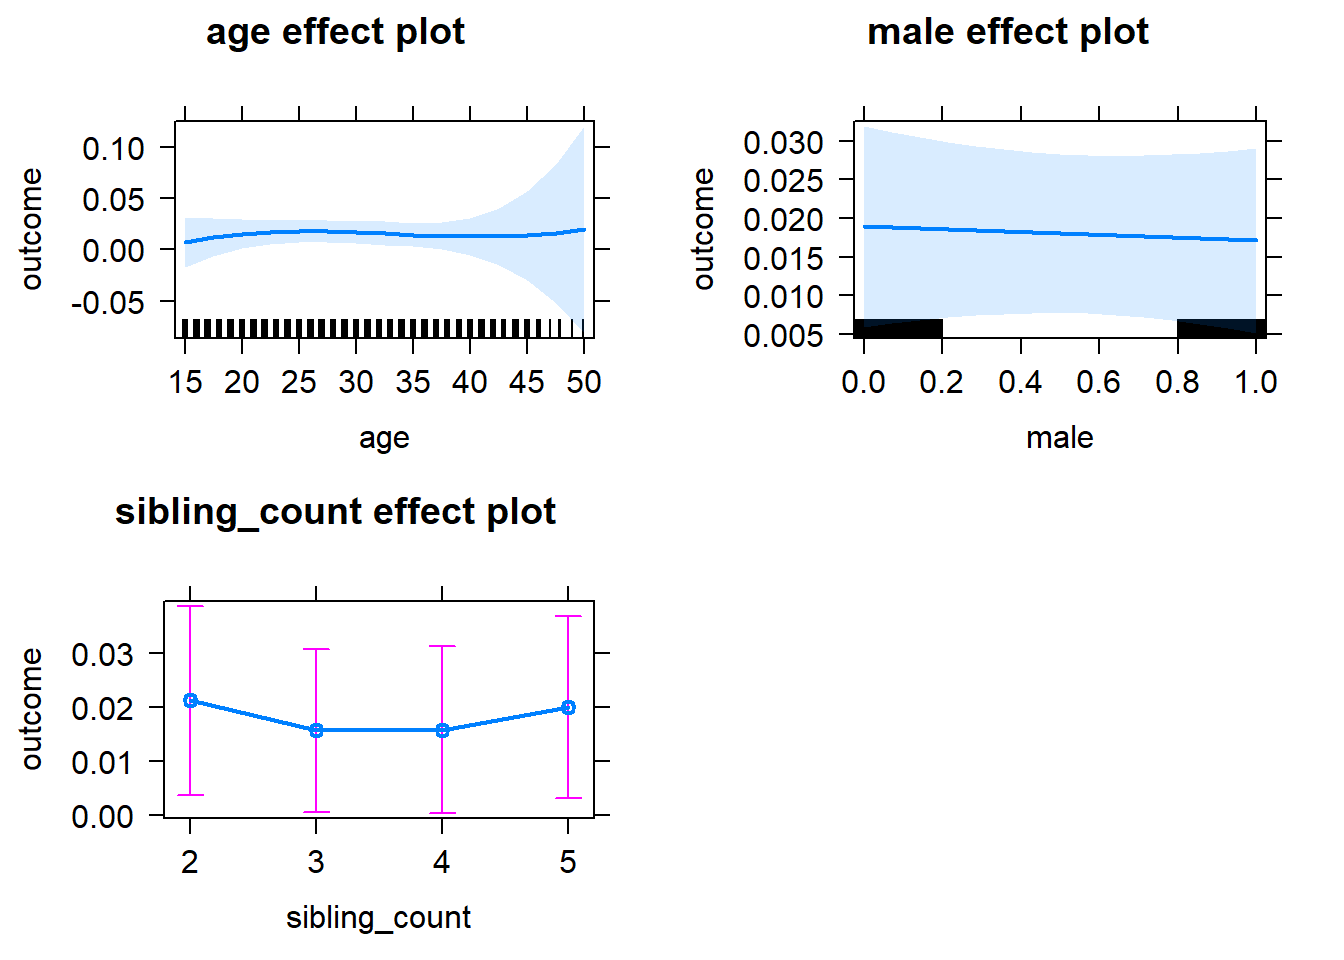 age effect plot
outcome
0.10
0.05
0.00
-0.05
15 20 25 30 35 40 45 50
age
male effect plot
outcome
0.030
0.025
0.020
0.015
0.010
0.005
0.0 0.2 0.4 0.6 0.8 1.0
male
sibling_count effect plot
outcome
0.03
0.02
0.01
0.00
2 3 4 5
sibling_count